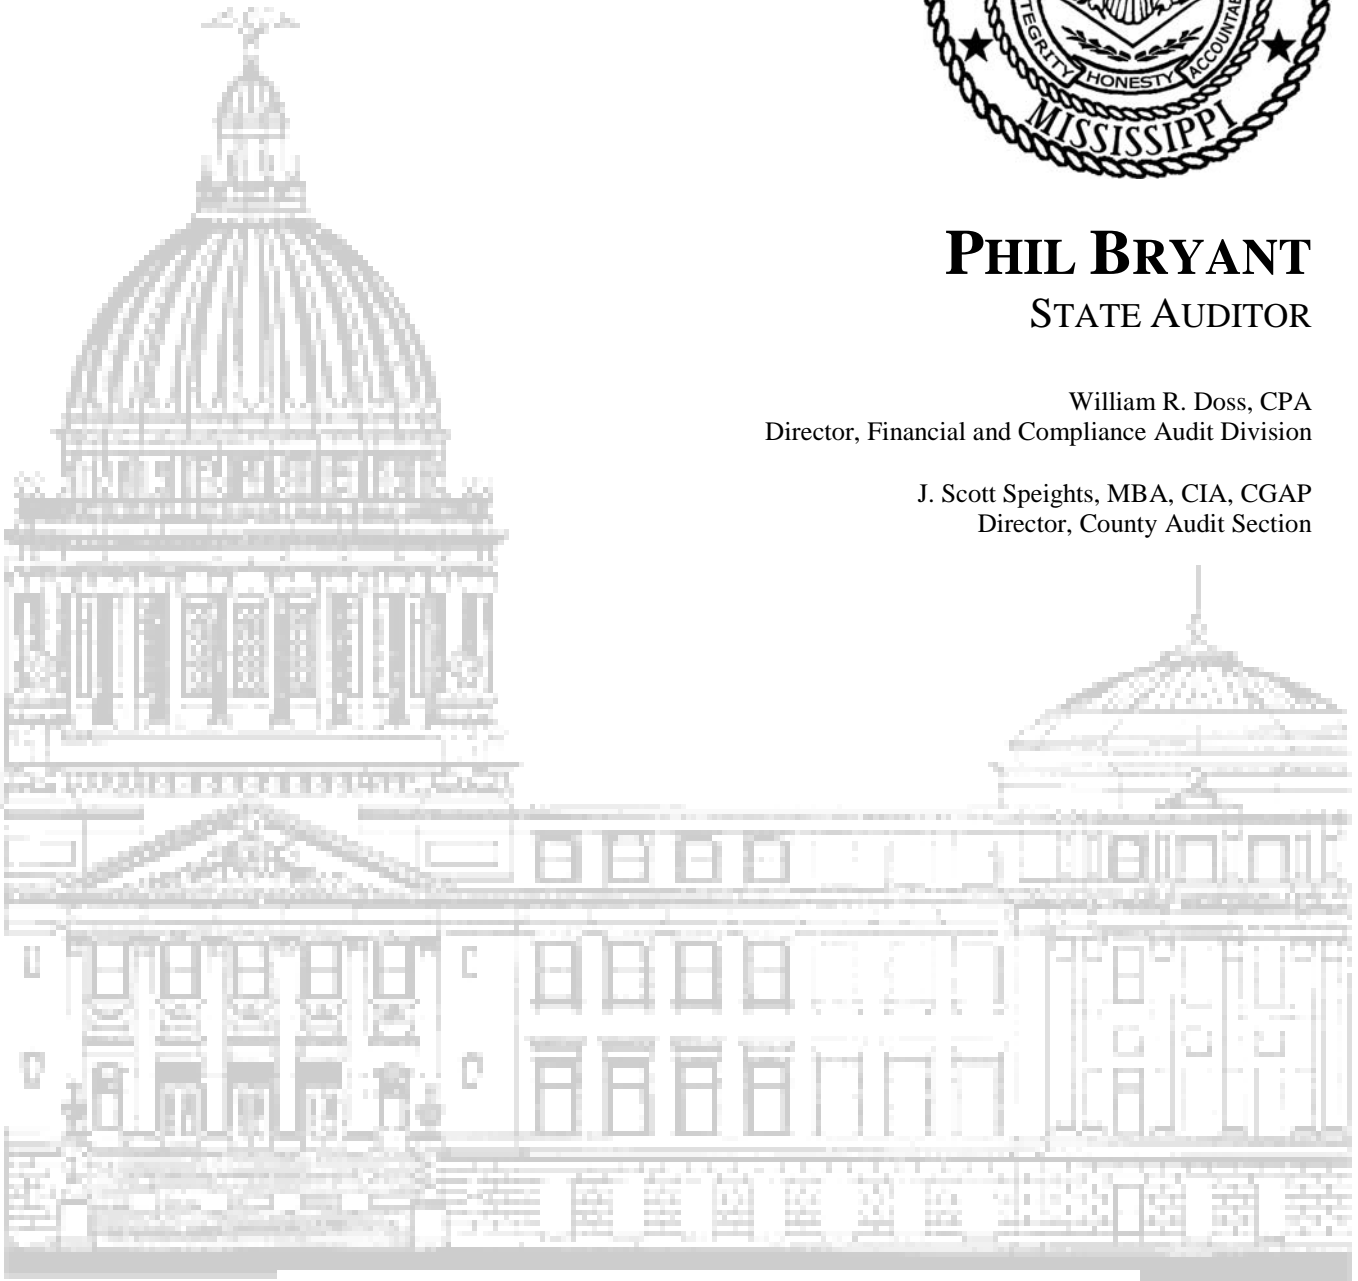 INTEGRITY HONESTY ACCOUNTAB
MISSISSIPPI
PHIL BRYANT
STATE AUDITOR
William R. Doss, CPA
Director, Financial and Compliance Audit Division
J. Scott Speights, MBA, CIA, CGAP
Director, County Audit Section